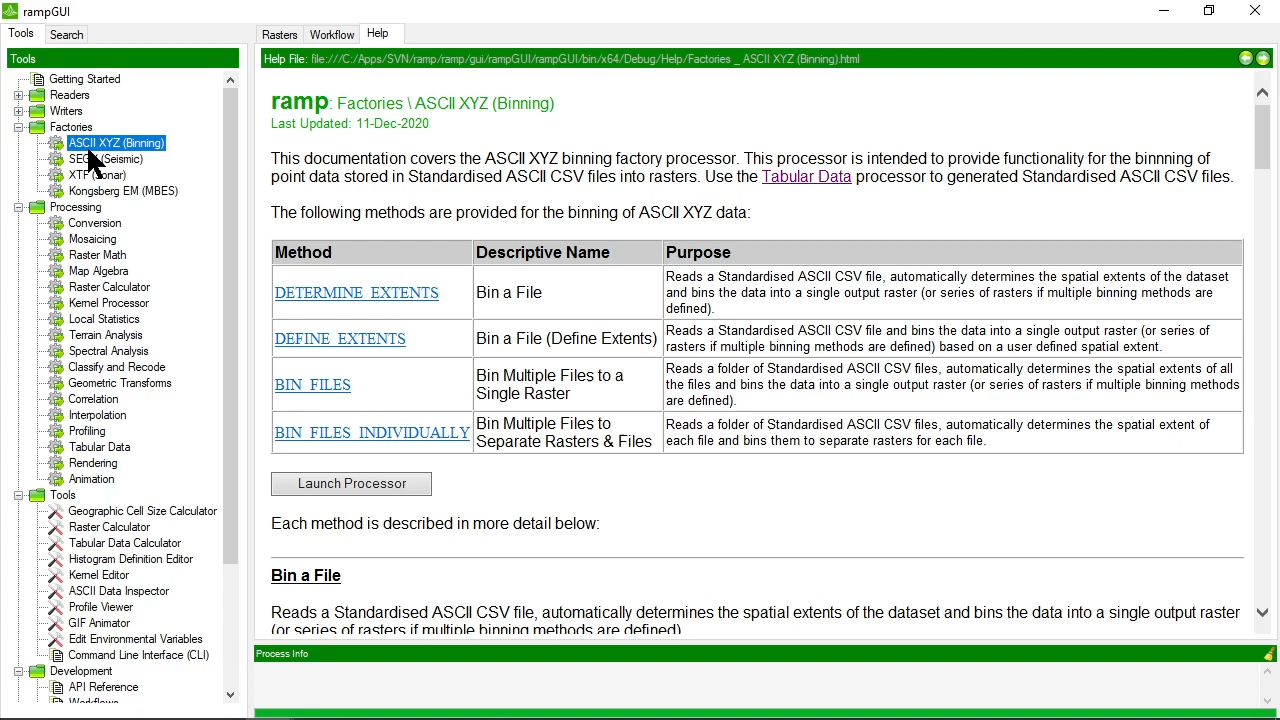 rampGUI
Tools
Search
Rasters
Workflow
Help
Tools
Getting Started
Readers
Writers
Factories
ASCII XYZ (Binning)
Seismic)
Kongsberg EM (MBES)
Processing
Conversion
Mosaicing
Raster Math
Map Algebra
Raster Calculator
Kernel Processor
Local Statistics
Terrain Analysis
Spectral Analysis
Classify and Recode
Geometric Transforms
Correlation
Interpolation
Profiling
Tabular Data
Rendering
Animation
Tools
Geographic Cell Size Calculator
Raster Calculator
Tabular Data Calculator
Histogram Definition Editor
Kernel Editor
ASCII Data Inspector
Profile Viewer
GIF Animator
Edit Environmental Variables
Command Line Interface (CLI)
Development
API Reference
Workflows
Help File: file:///C:/Apps/SVN/ramp/ramp/gui/rampGUI/rampGUI/bin/x64/Debug/Help/Factories _ ASCII XYZ (Binning).html
ramp: Factories \ ASCII XYZ (Binning)
Last Updated: 11-Dec-2020
This documentation covers the ASCII XYZ binning factory processor. This processor is intended to provide functionality for the binnning of
point data stored in Standardised ASCII CSV files into rasters. Use the Tabular Data processor to generated Standardised ASCII CSV files.
The following methods are provided for the binning of ASCII XYZ data:
Method Descriptive Name Purpose
DETERMINE_EXTENTS
Bin a File
Reads a Standardised ASCII CSV file, automatically determines the spatial extents of the dataset
and bins the data into a single output raster (or series of rasters if multiple binning methods are
defined).
DEFINE_EXTENTS
Bin a File (Define Extents)
Reads a Standardised ASCII CSV file and bins the data into a single output raster (or series of
rasters if multiple binning methods are defined) based on a user defined spatial extent.
BIN_FILES
Bin Multiple Files to a
Single Raster
Reads a folder of Standardised ASCII CSV files, automatically determines the spatial extents of all
the files and bins the data into a single output raster (or series of rasters if multiple binning methods
are defined).
BIN_FILES_INDIVIDUALLY
Bin Multiple Files to
Separate Rasters & Files
Reads a folder of Standardised ASCII CSV files, automatically determines the spatial extent of
each file and bins them to separate rasters for each file.
Launch Processor
Each method is described in more detail below:
Bin a File
Reads a Standardised ASCII CSV file, automatically determines the spatial extents of the dataset and bins the data into a single output raster
(or series of rasters if multiple binning methods are defined)
Process Info